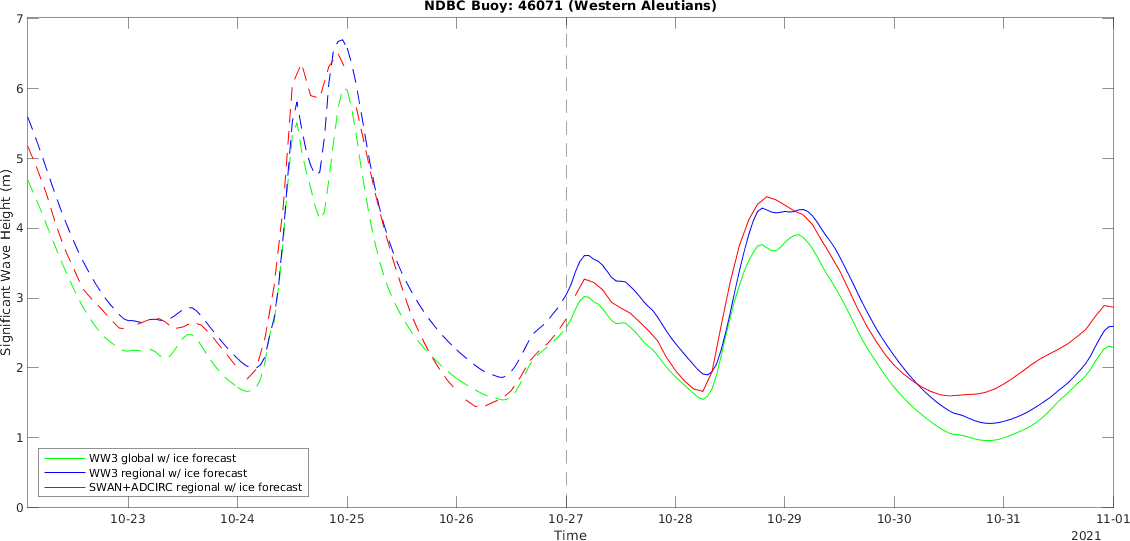 NDBC Buoy: 46071 (Western Aleutians)
7
6
5
4
3
2
1
0
Significant Wave Height (m)
WW3 global w/ ice forecast
WW3 regional w/ ice forecast
SWAN+ADCIRC regional w/ ice forecast
10-23 10-24 10-25 10-26 10-27 10-28 10-29 10-30 10-31 11-01
Time
2021